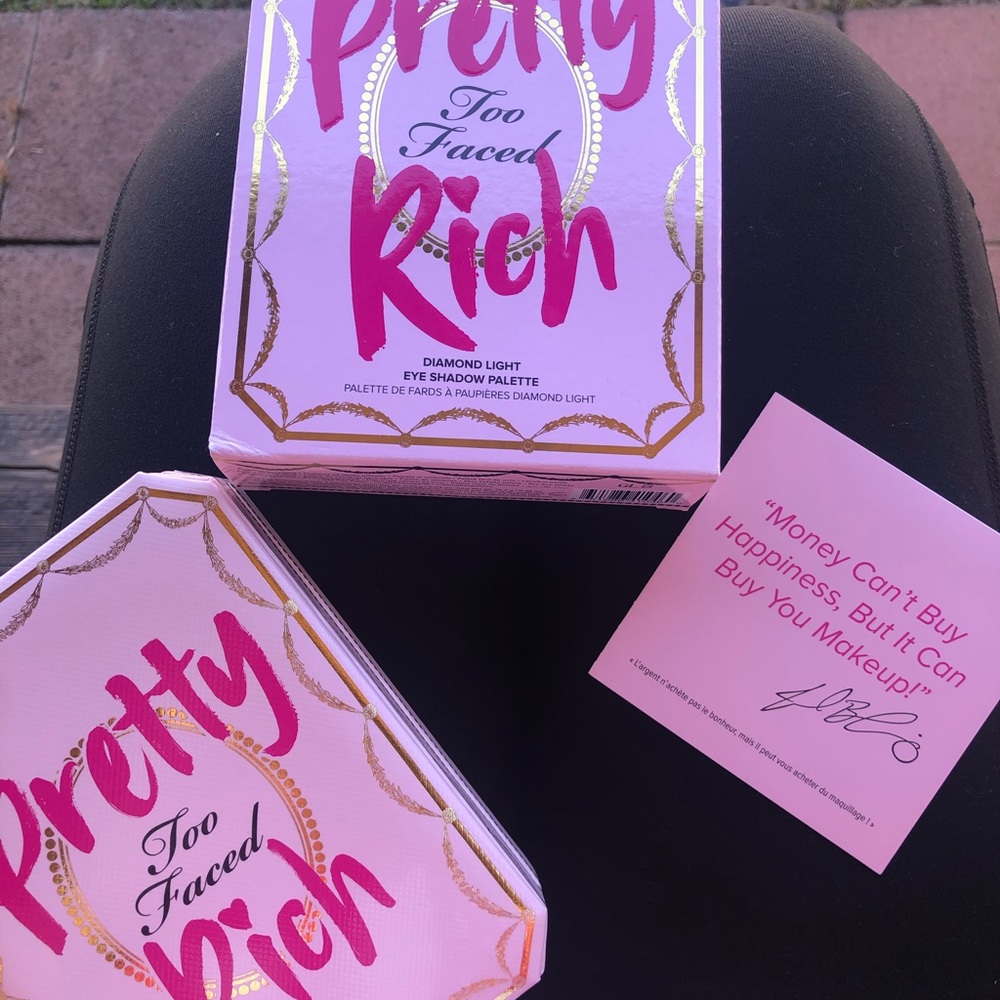 Pretty
Too
Faced
Rich
DIAMOND LIGHT
EYE SHADOW PALETTE
PALETTE DE FARDS À PAUPIÈRES DIAMOND LIGHT
Pretty
Too
Faced
Rich
“Money Can’t Buy
Happiness, But It Can
Buy You Makeup!”
« L’argent n’achète pas le bonheur, mais il peut vous acheter du maquillage ! »